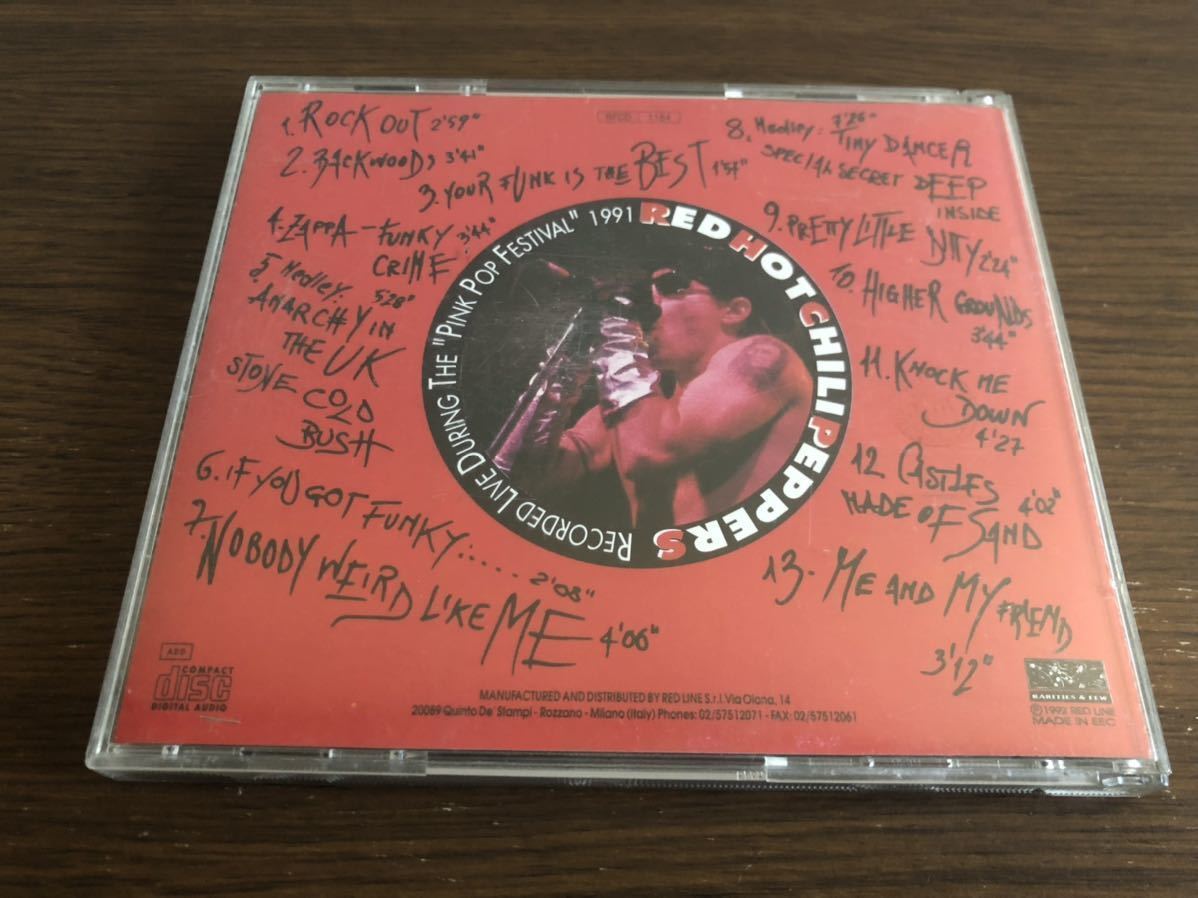 1. ROCK OUT 2'59"
2. BACKWOODS 3'41"
3. YOUR FUNK IS THE BEST 1'57"
4. ZAPPA - FUNKY
CRIME 3'44"
5. Medley: 5'28"
ANARCHY IN
THE UK
STONE COLD
BUSH
6. IF YOU GOT FUNKY..... 2'08"
7. NOBODY WEIRD LIKE ME 4'06"
8. Medley: 3'26"
TINY DANCER
SPECIAL SECRET DEEP
INSIDE
9. PRETTY LITTLE
DITTY 2'24"
10. HIGHER GROUNDS
3'44"
11. KNOCK ME
DOWN
4'27
12 CASTLES 4'02"
MADE OF SAND
13. ME AND MY FRIEND
3'12"
RED HOT CHILI PEPPERS
RECORDED LIVE DURING THE "PINK POP FESTIVAL" 1991
COMPACT
disc
DIGITAL AUDIO
MANUFACTURED AND DISTRIBUTED BY RED LINE S.r.l. Via Olona, 14
20089 Quinto De' Stampi - Rozzano - Milano (Italy) Phones: 02/57512071 - FAX: 02/57512061
RARITIES & FEW
℗ 1992 RED LINE
MADE IN EEC